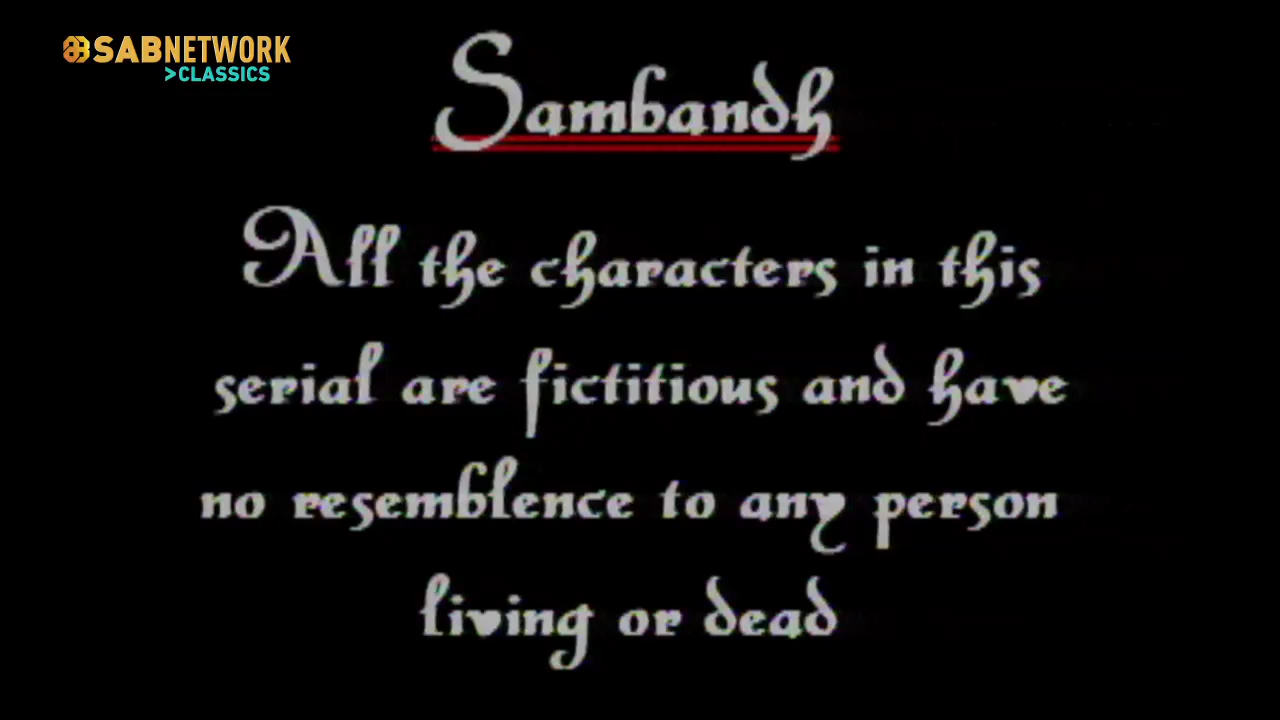 SABNETWORK
>CLASSICS
Sambandh
All the characters in this
serial are fictitious and have
no resemblence to any person
living or dead